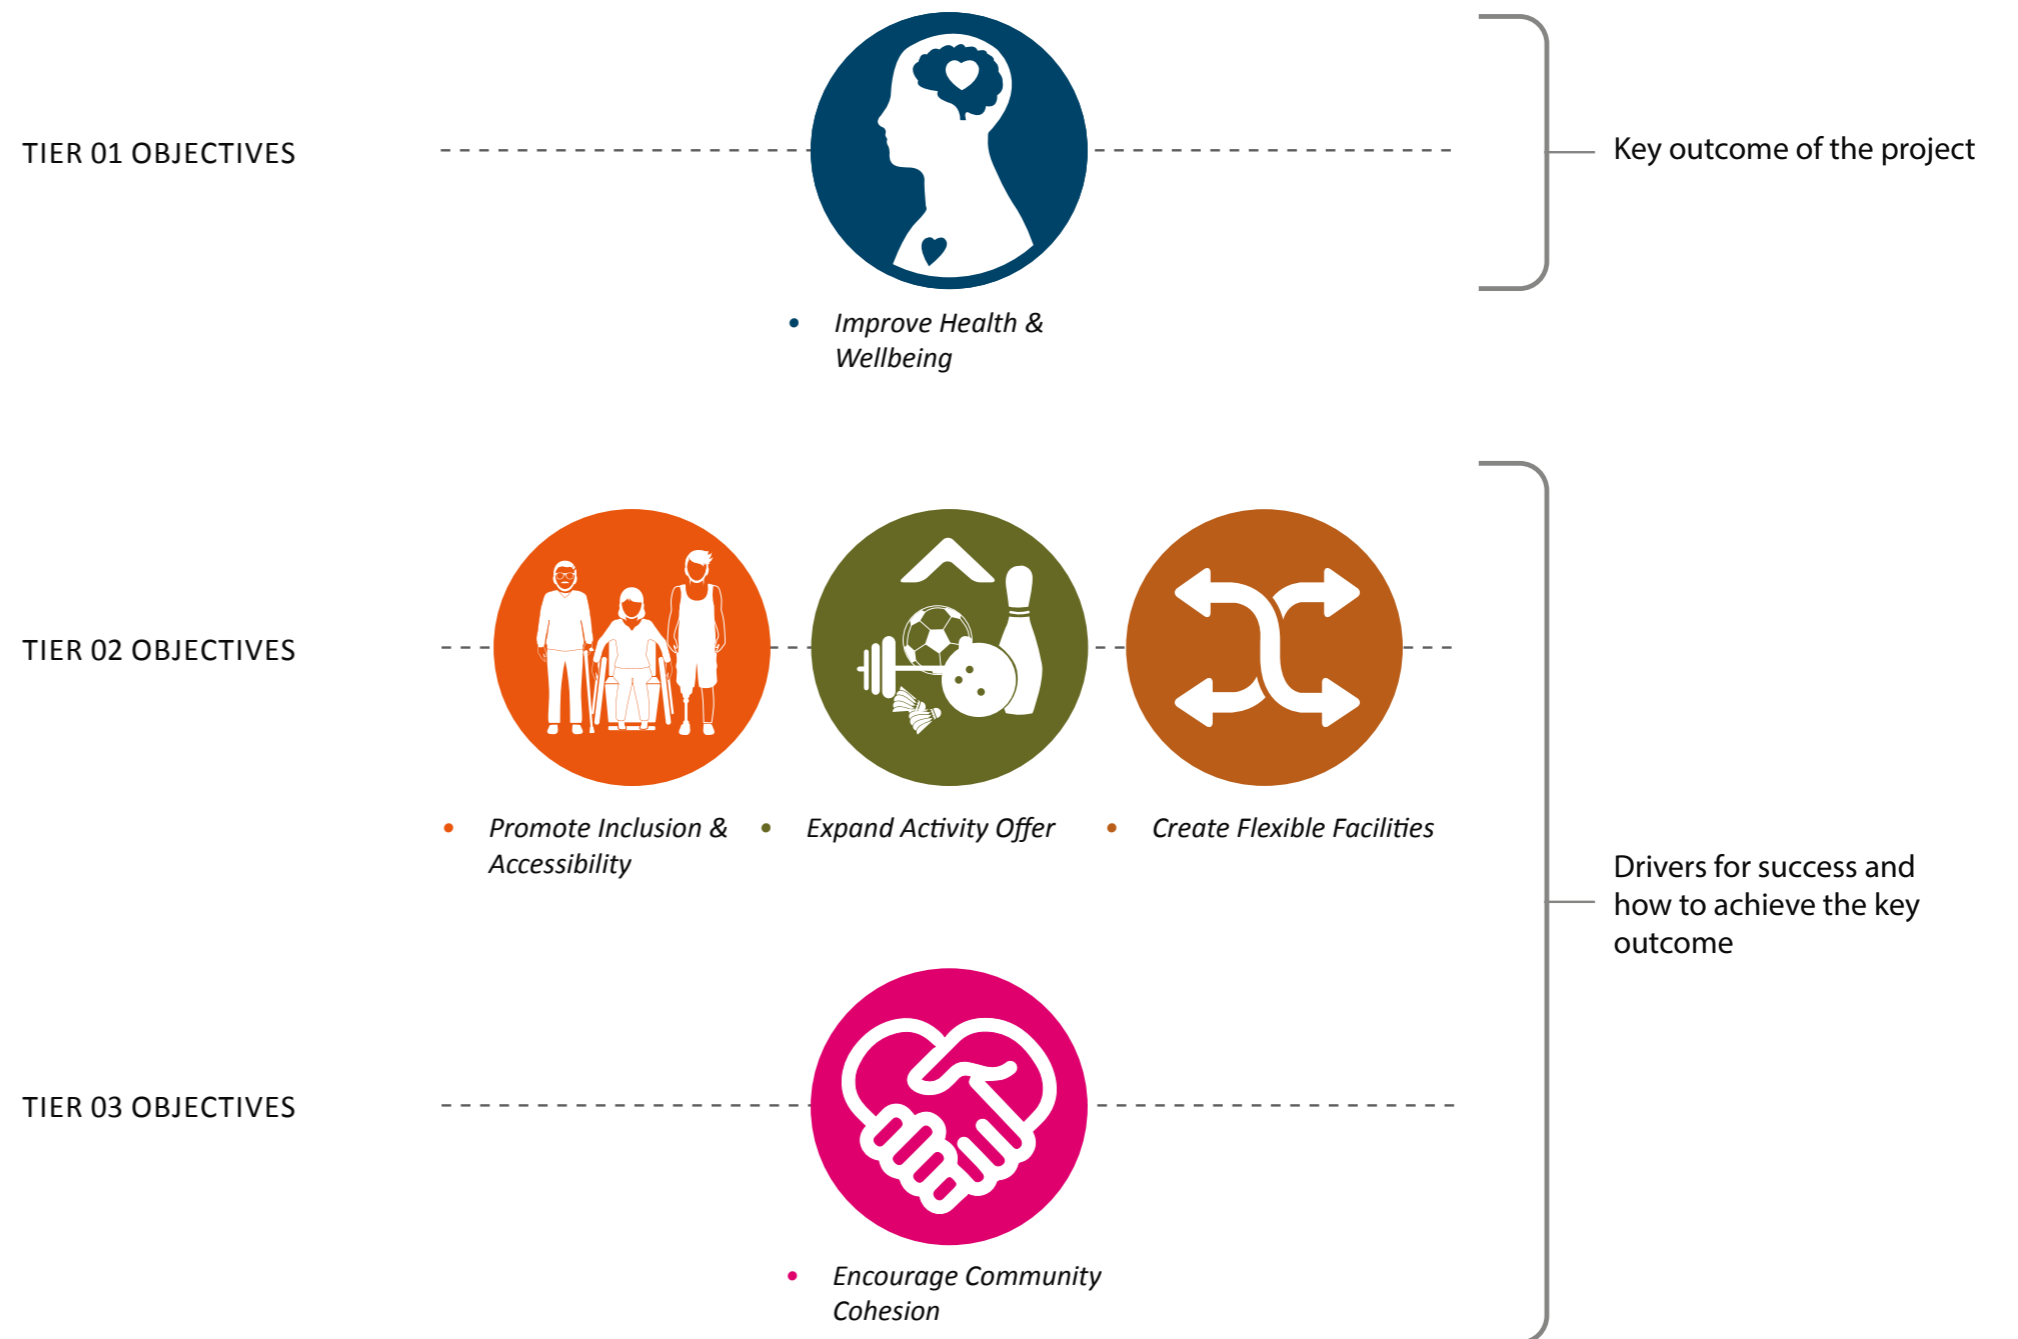 TIER 01 OBJECTIVES
Key outcome of the project
• Improve Health &
Wellbeing
TIER 02 OBJECTIVES
• Promote Inclusion &
Accessibility
• Expand Activity Offer
• Create Flexible Facilities
Drivers for success and
how to achieve the key
outcome
TIER 03 OBJECTIVES
• Encourage Community
Cohesion